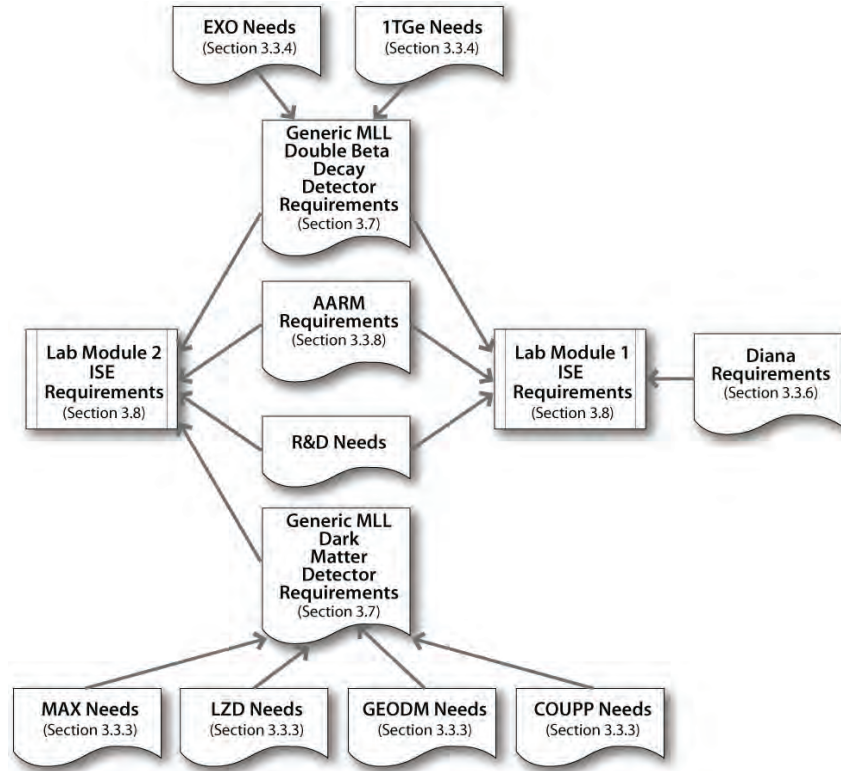 EXO Needs
(Section 3.3.4)
1TGe Needs
(Section 3.3.4)
Generic MLL
Double Beta
Decay
Detector
Requirements
(Section 3.7)
AARM
Requirements
(Section 3.3.8)
Lab Module 2
ISE
Requirements
(Section 3.8)
Lab Module 1
ISE
Requirements
(Section 3.8)
Diana
Requirements
(Section 3.3.6)
R&D Needs
Generic MLL
Dark
Matter
Detector
Requirements
(Section 3.7)
MAX Needs
(Section 3.3.3)
LZD Needs
(Section 3.3.3)
GEODM Needs
(Section 3.3.3)
COUPP Needs
(Section 3.3.3)